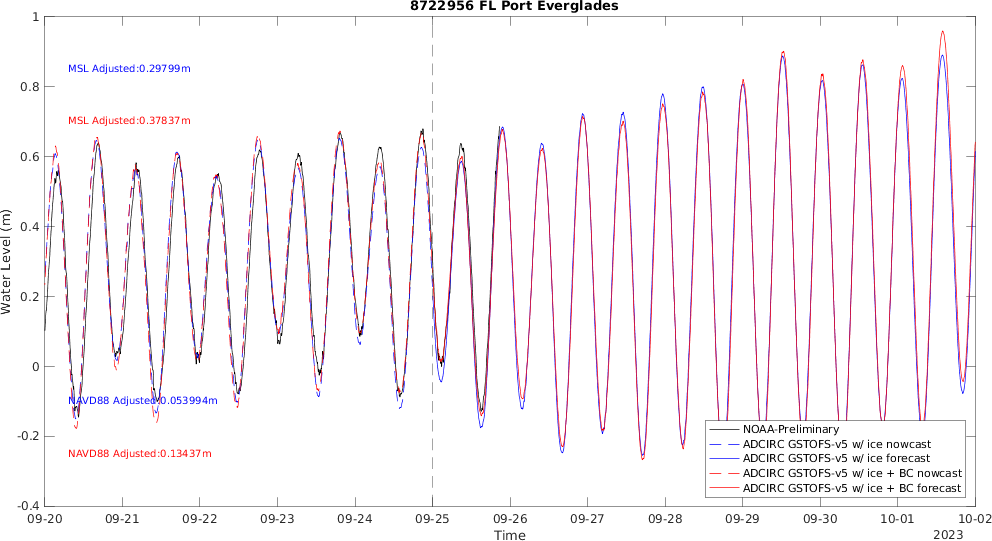 8722956 FL Port Everglades
1
0.8
0.6
0.4
0.2
0
-0.2
-0.4
Water Level (m)
MSL Adjusted:0.29799m
MSL Adjusted:0.37837m
NAVD88 Adjusted:0.053994m
NAVD88 Adjusted:0.13437m
NOAA-Preliminary
ADCIRC GSTOFS-v5 w/ ice nowcast
ADCIRC GSTOFS-v5 w/ ice forecast
ADCIRC GSTOFS-v5 w/ ice + BC nowcast
ADCIRC GSTOFS-v5 w/ ice + BC forecast
09-20 09-21 09-22 09-23 09-24 09-25 09-26 09-27 09-28 09-29 09-30 10-01 10-02
Time
2023